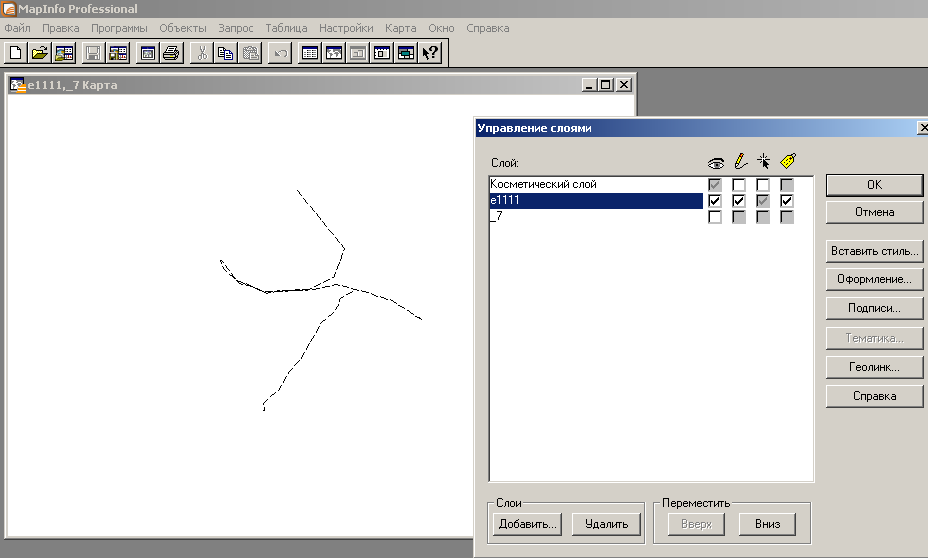 MapInfo Professional
Файл Правка Программы Объекты Запрос Таблица Настройки Карта Окно Справка
e1111,_7 Карта
Управление слоями
Слой:
Косметический слой
e1111
_7
OK
Отмена
Вставить стиль...
Оформление...
Подписи...
Тематика...
Геолинк...
Справка
Слои
Добавить...
Удалить
Переместить
Вверх
Вниз